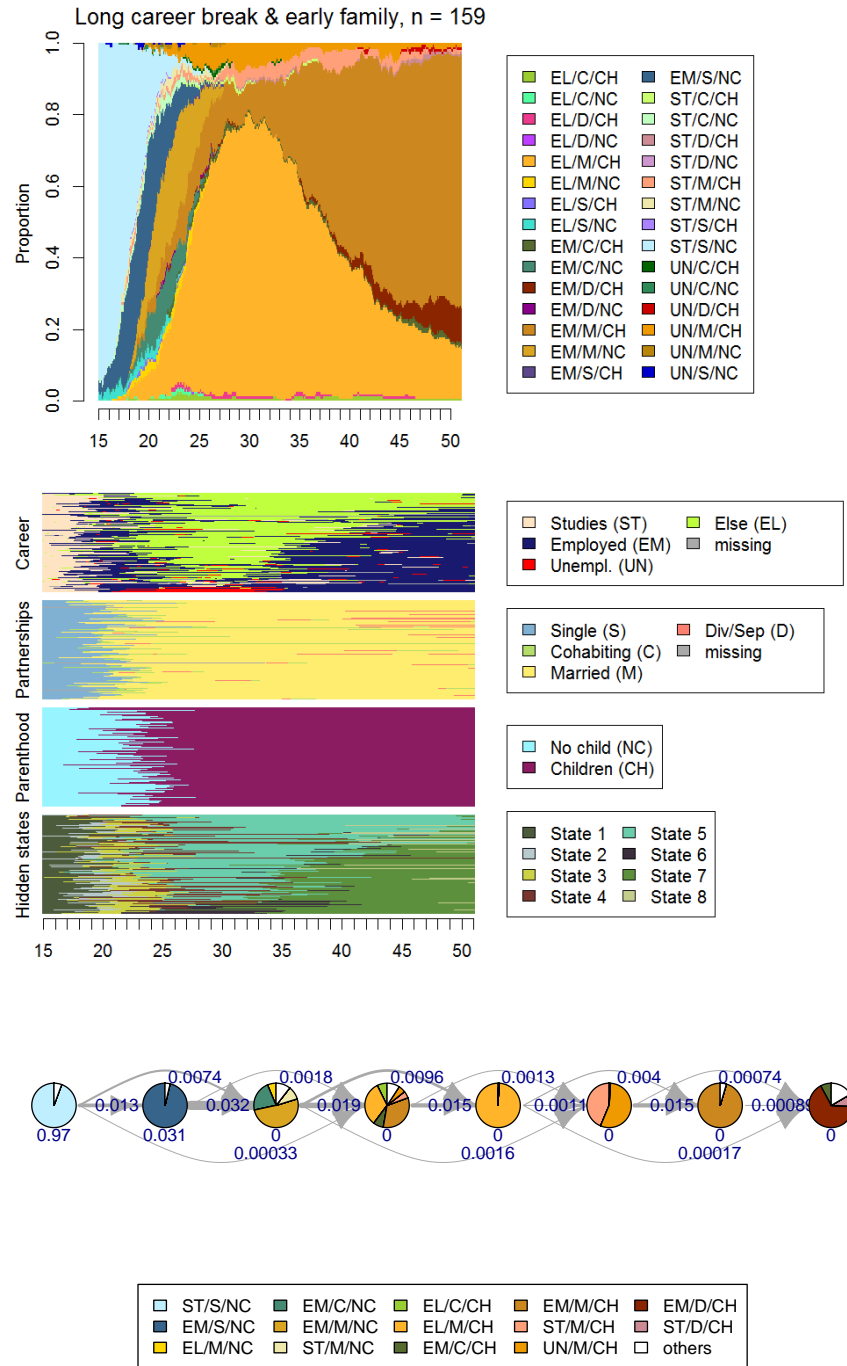 Long career break & early family, n = 159
Proportion
0.0 0.2 0.4 0.6 0.8 1.0
15 20 25 30 35 40 45 50
EL/C/CH EM/S/NC
EL/C/NC ST/C/CH
EL/D/CH ST/C/NC
EL/D/NC ST/D/CH
EL/M/CH ST/D/NC
EL/M/NC ST/M/CH
EL/S/CH ST/M/NC
EL/S/NC ST/S/CH
EM/C/CH ST/S/NC
EM/C/NC UN/C/CH
EM/D/CH UN/C/NC
EM/D/NC UN/D/CH
EM/M/CH UN/M/CH
EM/M/NC UN/M/NC
EM/S/CH UN/S/NC
Career
Studies (ST) Else (EL)
Employed (EM) missing
Unempl. (UN)
Partnerships
Single (S) Div/Sep (D)
Cohabiting (C) missing
Married (M)
Parenthood
No child (NC)
Children (CH)
Hidden states
State 1 State 5
State 2 State 6
State 3 State 7
State 4 State 8
15 20 25 30 35 40 45 50
0.0074 0.0018 0.0096 0.0013 0.004 0.00074
0.013 0.032 0.019 0.015 0.0011 0.015 0.00089
0.97 0.031 0 0 0 0 0 0
0.00033 0.0016 0.00017
ST/S/NC EM/C/NC EL/C/CH EM/M/CH EM/D/CH
EM/S/NC EM/M/NC EL/M/CH ST/M/CH ST/D/CH
EL/M/NC ST/M/NC EM/C/CH UN/M/CH others